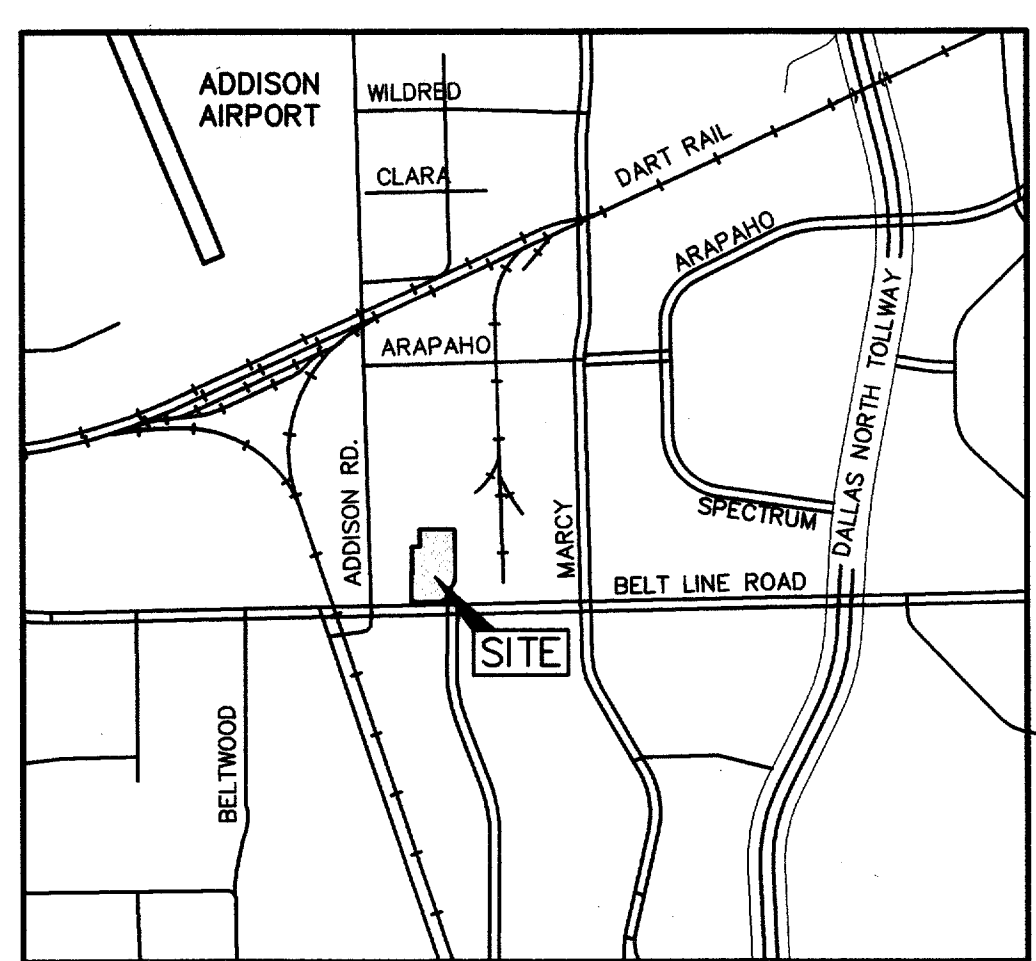 ADDISON
AIRPORT
WILDRED
CLARA
DART RAIL
ARAPAHO
ARAPAHO
DALLAS NORTH TOLLWAY
ADDISON RD.
MARCY
SPECTRUM
BELT LINE ROAD
SITE
BELTWOOD